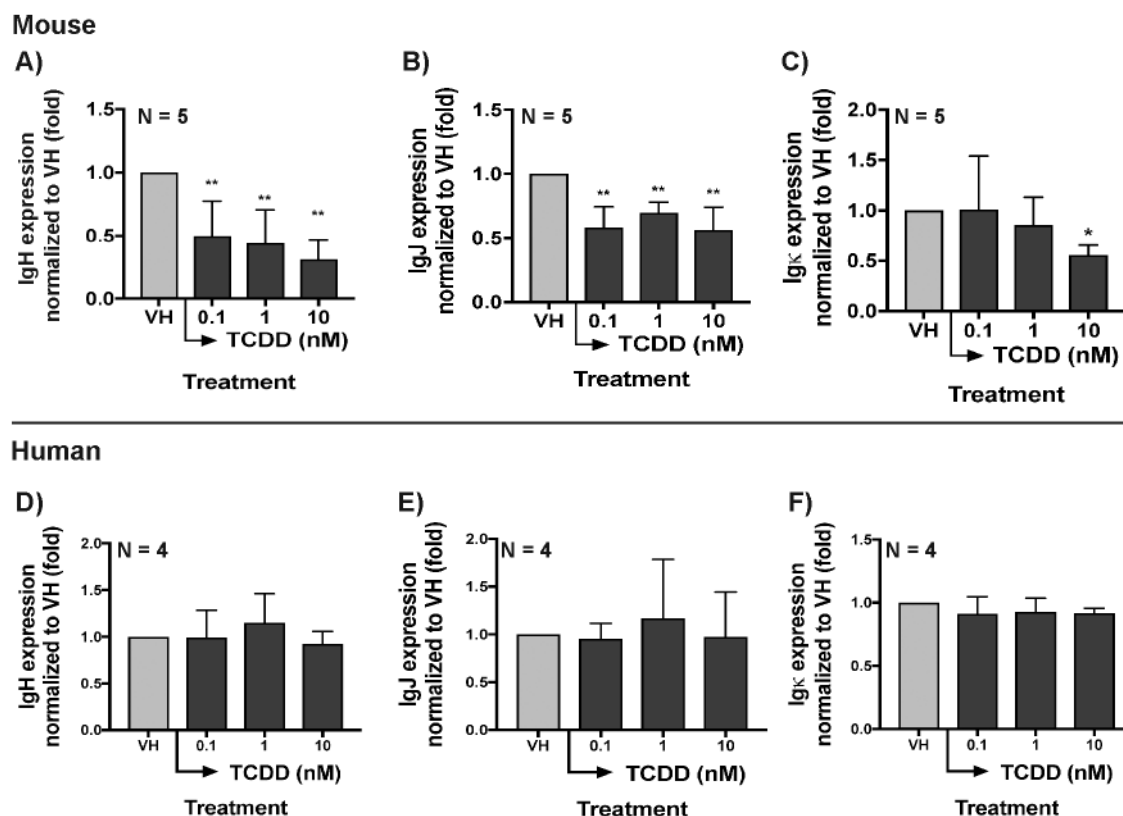 Mouse
A)
IgH expression
normalized to VH (fold)
N = 5
1.5
1.0
0.5
0.0
**
**
**
VH
0.1
1
10
TCDD (nM)
Treatment
B)
IgJ expression
normalized to VH (fold)
N = 5
1.5
1.0
0.5
0.0
**
**
**
VH
0.1
1
10
TCDD (nM)
Treatment
C)
Igκ expression
normalized to VH (fold)
N = 5
2.0
1.5
1.0
0.5
0.0
*
VH
0.1
1
10
TCDD (nM)
Treatment
Human
D)
IgH expression
normalized to VH (fold)
N = 4
2.0
1.5
1.0
0.5
0.0
VH
0.1
1
10
TCDD (nM)
Treatment
E)
IgJ expression
normalized to VH (fold)
N = 4
2.0
1.5
1.0
0.5
0.0
VH
0.1
1
10
TCDD (nM)
Treatment
F)
Igκ expression
normalized to VH (fold)
N = 4
1.5
1.0
0.5
0.0
VH
0.1
1
10
TCDD (nM)
Treatment